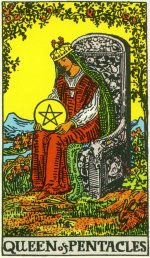 QUEEN of PENTACLES